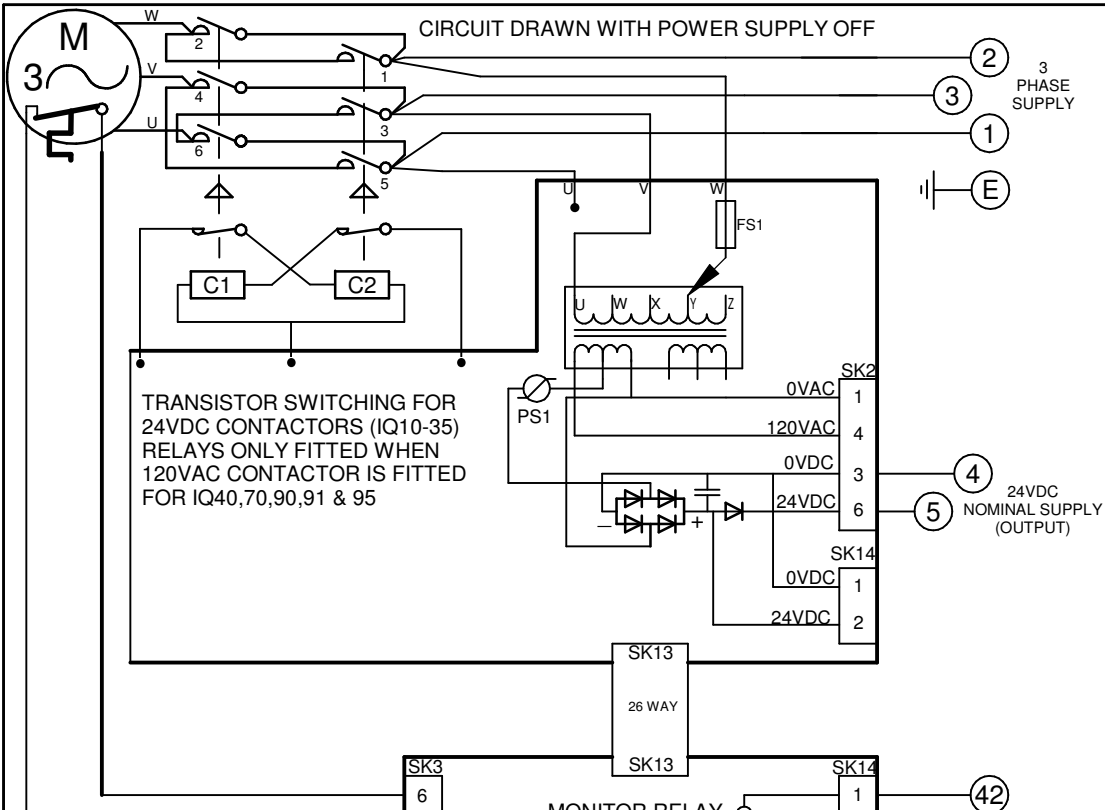 CIRCUIT DRAWN WITH POWER SUPPLY OFF
M
3
W
V
U
2
4
6
1
3
5
2
3
1
E
3
PHASE
SUPPLY
U
V
W
FS1
C1
C2
U
W
X
Y
Z
PS1
TRANSISTOR SWITCHING FOR
24VDC CONTACTORS (IQ10-35)
RELAYS ONLY FITTED WHEN
120VAC CONTACTOR IS FITTED
FOR IQ40,70,90,91 & 95
SK2
0VAC 1
120VAC 4
0VDC 3
24VDC 6
– +
4
5
24VDC
NOMINAL SUPPLY
(OUTPUT)
SK14
0VDC 1
24VDC 2
SK13
26 WAY
SK13
SK3
6
MONITOR RELAY
SK14
1
42